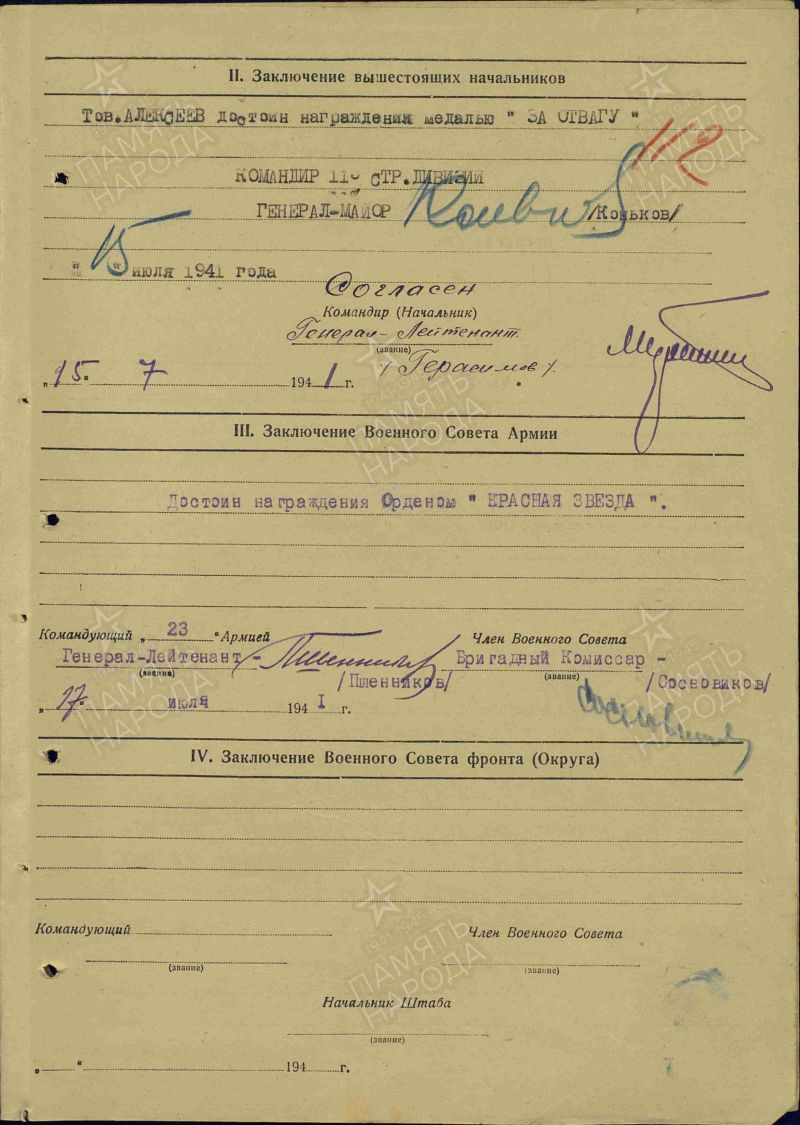 II. Заключение вышестоящих начальников
Тов.АЛЕКСЕЕВ достоин награждения медалью " ЗА ОТВАГУ "
КОМАНДИР 115 СТР.ДИВИЗИИ
ГЕНЕРАЛ-МАЙОР /Коньков/
"15" июля 1941 года
Согласен
Командир (Начальник)
Генерал-Лейтенант
(звание)
/Герасимов/.
„15" 7 1941 г.
III. Заключение Военного Совета Армии
Достоин награждения Орденом " КРАСНАЯ ЗВЕЗДА ".
Командующий „ 23 " Армией Член Военного Совета
Генерал-Лейтенант - Бригадный Комиссар -
(звание) (звание)
/Пшенников/ /Сосновиков/
„17. июля 194 I г.
IV. Заключение Военного Совета фронта (Округа)
Командующий Член Военного Совета
(звание) (звание)
Начальник Штаба
(звание)
„ " 194 г.
ПАМЯТЬ НАРОДА